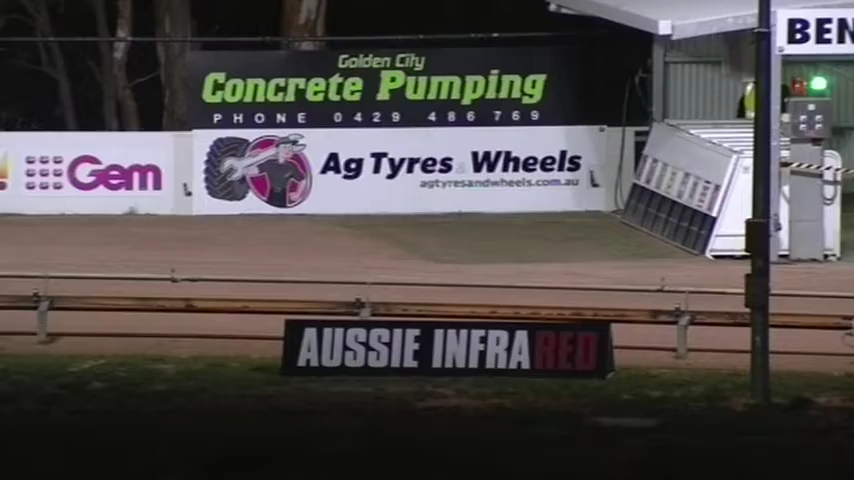 BEN
Golden City
Concrete Pumping
PHONE 0429 486 769
Gem
Ag Tyres & Wheels
agtyresandwheels.com.au
AUSSIE INFRARED